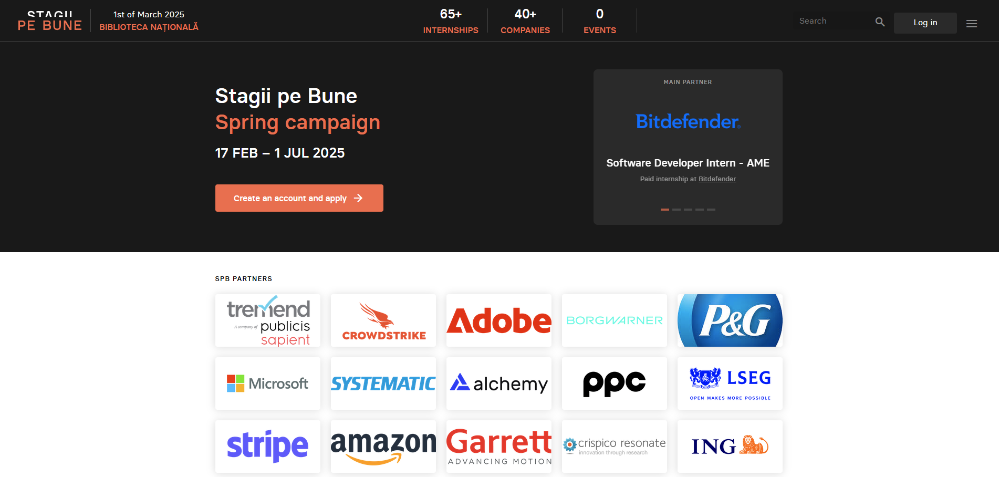 STAGII
PE BUNE
1st of March 2025
BIBLIOTECA NAȚIONALĂ
65+
INTERNSHIPS
40+
COMPANIES
0
EVENTS
Search
Log in
Stagii pe Bune
Spring campaign
17 FEB – 1 JUL 2025
Create an account and apply
MAIN PARTNER
Bitdefender
Software Developer Intern - AME
Paid internship at Bitdefender
SPB PARTNERS
tremend
A company of publicis
sapient
CROWDSTRIKE
Adobe
BORGWARNER
P&G
Microsoft
SYSTEMATIC
alchemy
ppc
LSEG
OPEN MAKES MORE POSSIBLE
stripe
amazon
Garrett
ADVANCING MOTION
crispico resonate
innovation through research
ING